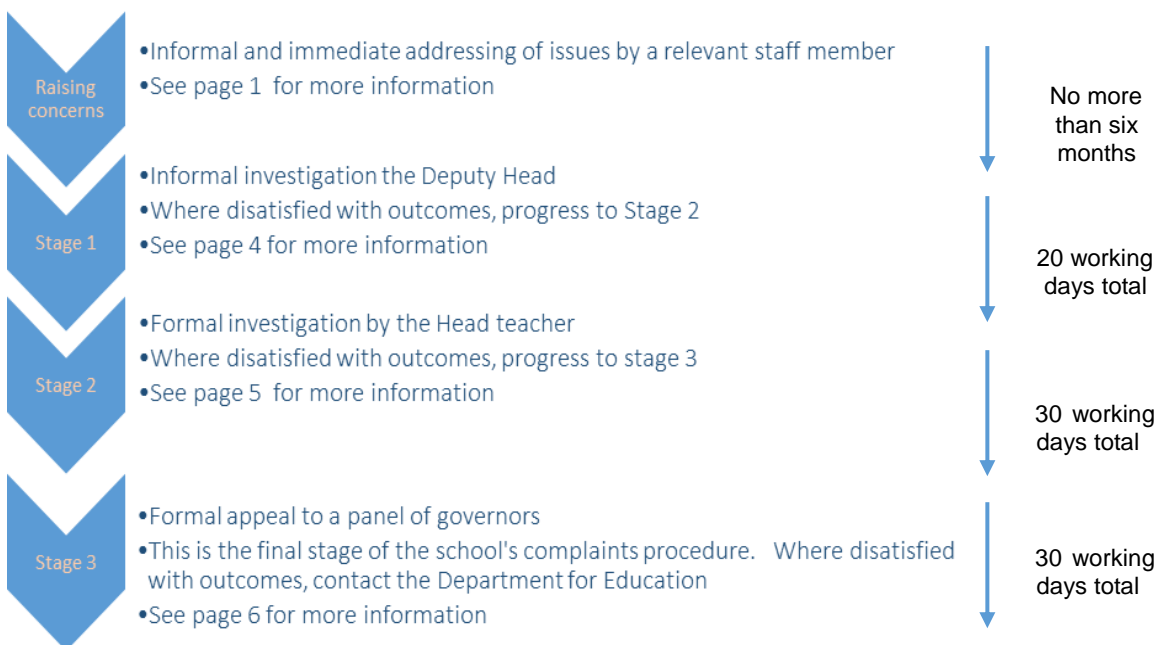 Raising
concerns
•Informal and immediate addressing of issues by a relevant staff member
•See page 1 for more information
No more
than six
months
Stage 1
•Informal investigation the Deputy Head
•Where disatisfied with outcomes, progress to Stage 2
•See page 4 for more information
20 working
days total
Stage 2
•Formal investigation by the Head teacher
•Where disatisfied with outcomes, progress to stage 3
•See page 5 for more information
30 working
days total
Stage 3
•Formal appeal to a panel of governors
•This is the final stage of the school's complaints procedure. Where disatisfied
with outcomes, contact the Department for Education
•See page 6 for more information
30 working
days total